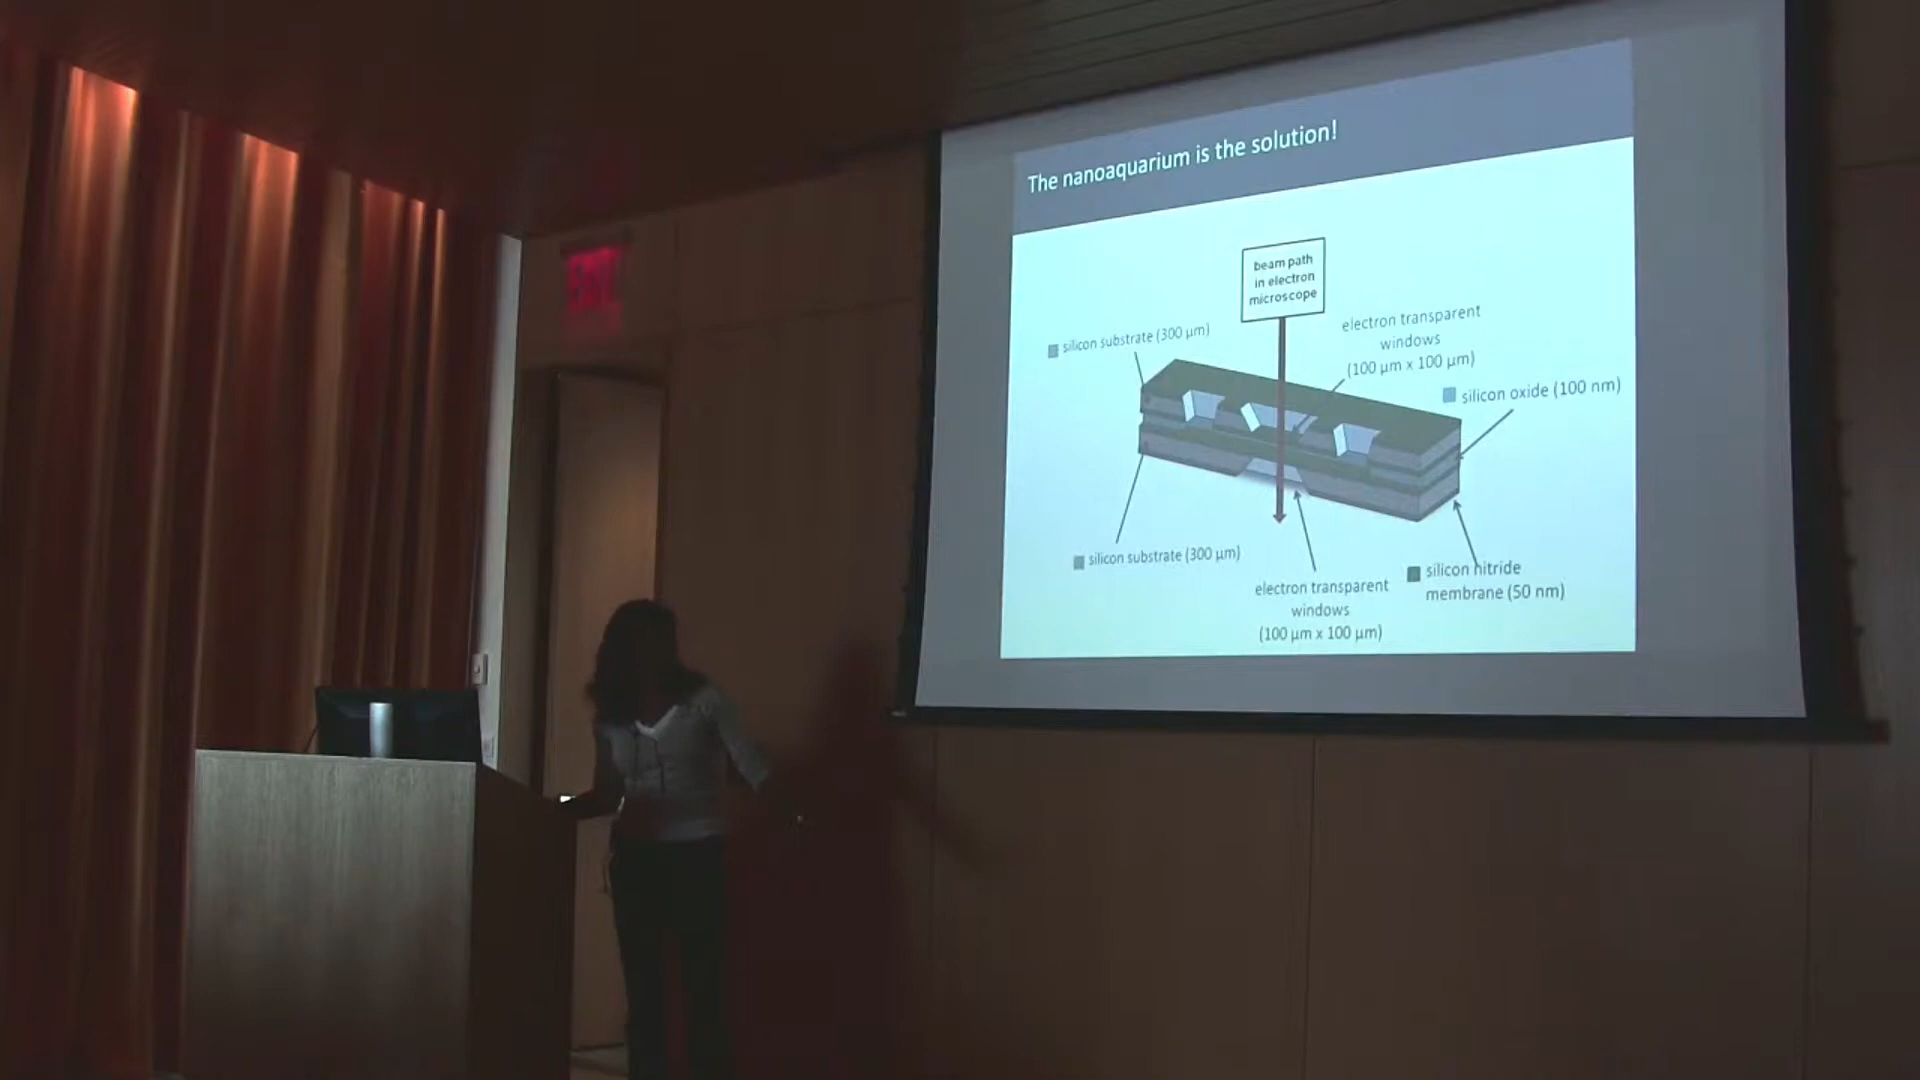 EXIT
The nanoaquarium is the solution!
beam path
in electron
microscope
silicon substrate (300 µm)
electron transparent
windows
(100 µm x 100 µm)
silicon oxide (100 nm)
silicon substrate (300 µm)
electron transparent
windows
(100 µm x 100 µm)
silicon nitride
membrane (50 nm)